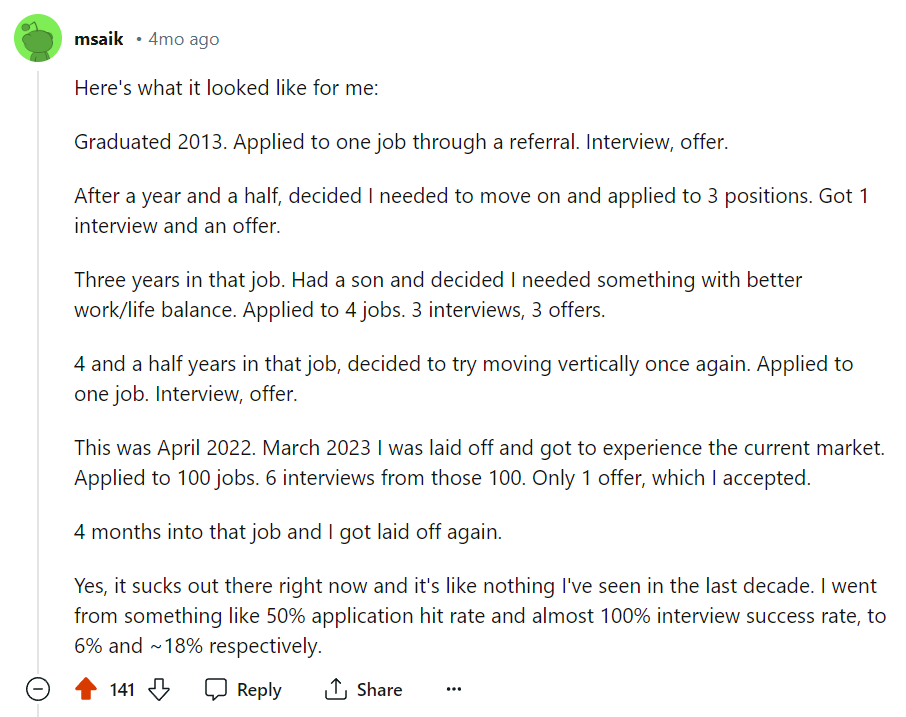 msaik • 4mo ago
Here's what it looked like for me:
Graduated 2013. Applied to one job through a referral. Interview, offer.
After a year and a half, decided I needed to move on and applied to 3 positions. Got 1
interview and an offer.
Three years in that job. Had a son and decided I needed something with better
work/life balance. Applied to 4 jobs. 3 interviews, 3 offers.
4 and a half years in that job, decided to try moving vertically once again. Applied to
one job. Interview, offer.
This was April 2022. March 2023 I was laid off and got to experience the current market.
Applied to 100 jobs. 6 interviews from those 100. Only 1 offer, which I accepted.
4 months into that job and I got laid off again.
Yes, it sucks out there right now and it's like nothing I've seen in the last decade. I went
from something like 50% application hit rate and almost 100% interview success rate, to
6% and ~18% respectively.
141 Reply Share ···